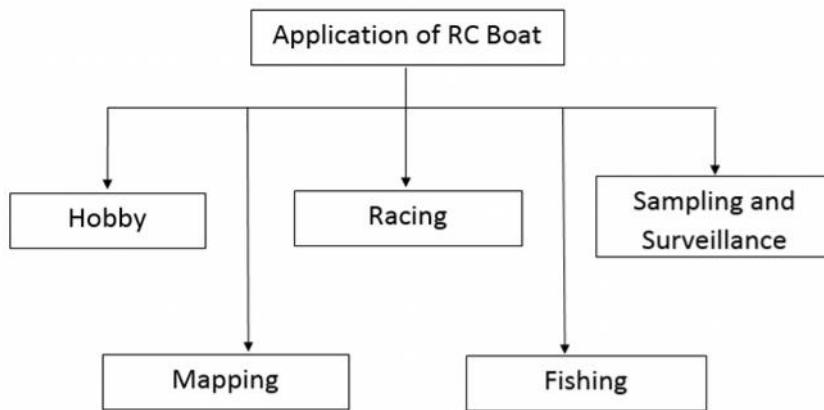 Application of RC Boat
Hobby
Racing
Sampling and
Surveillance
Mapping
Fishing